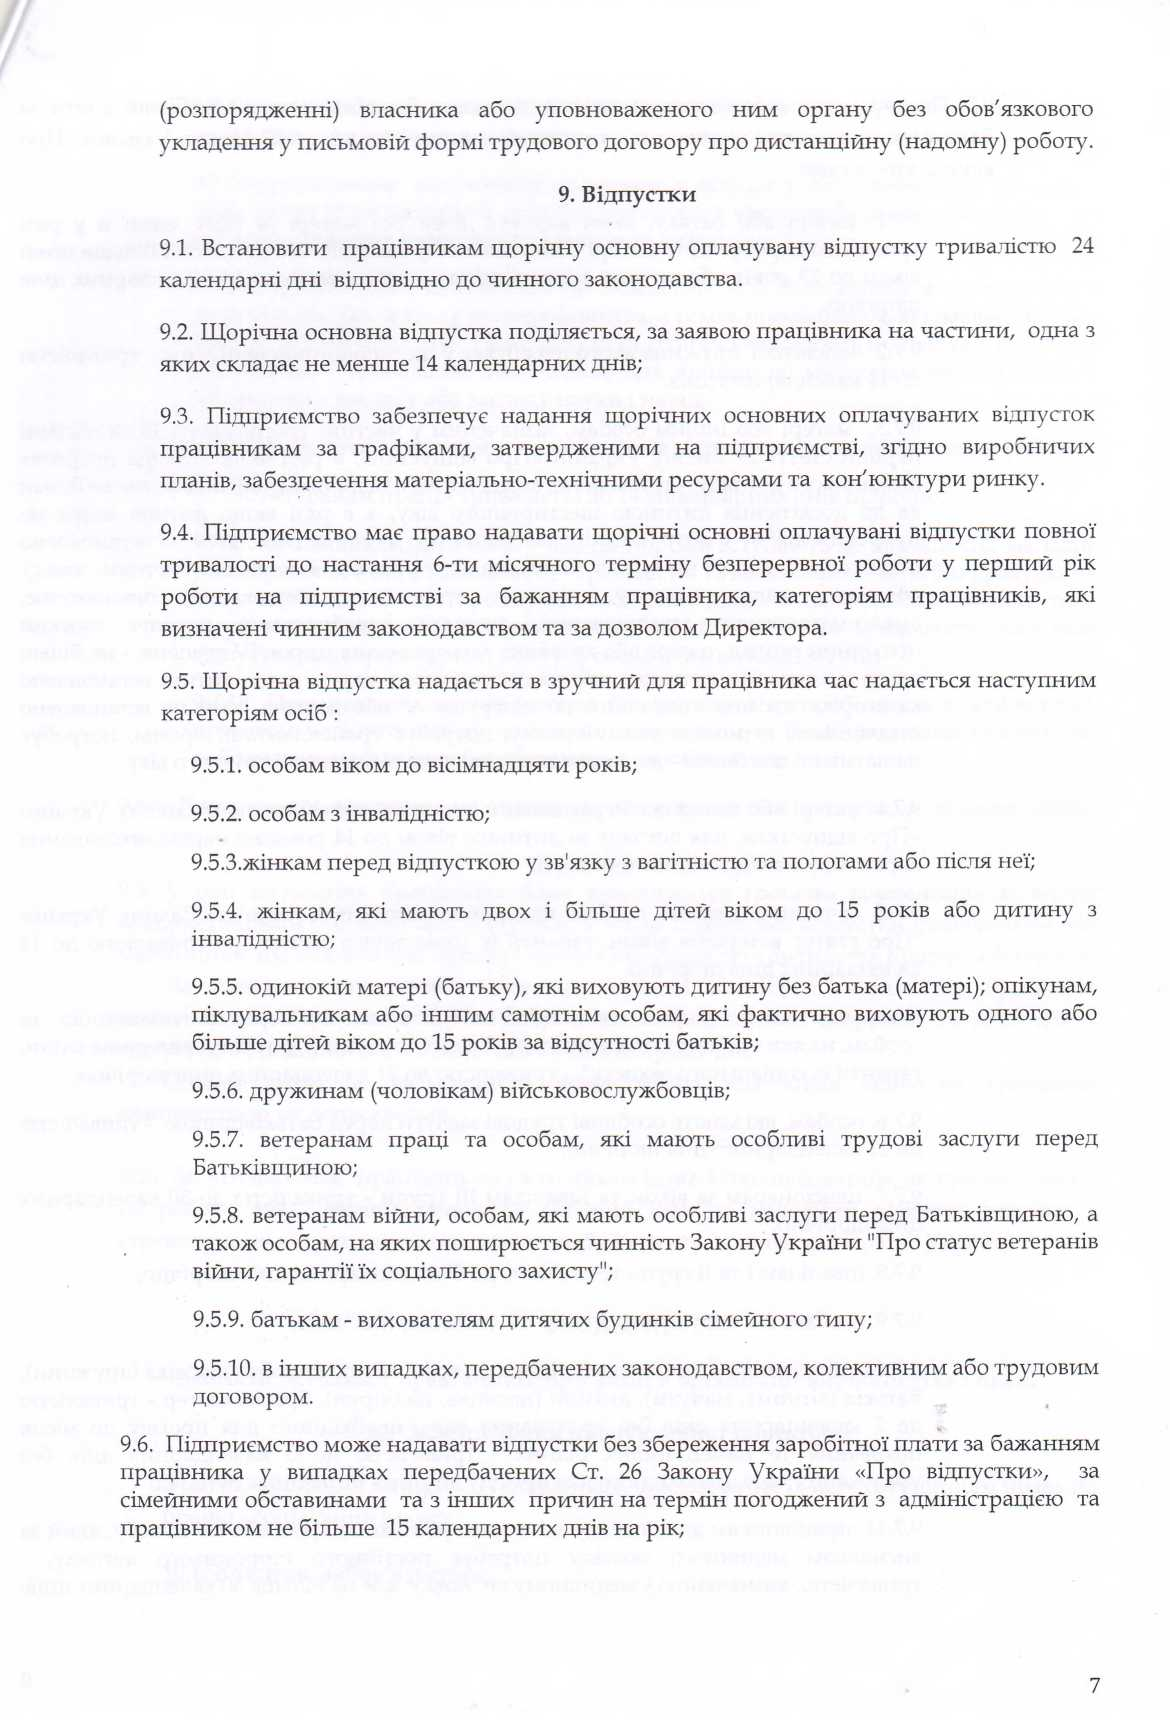 (розпорядженні) власника або уповноваженого ним органу без обов’язкового
укладення у письмовій формі трудового договору про дистанційну (надомну) роботу.
9. Відпустки
9.1. Встановити працівникам щорічну основну оплачувану відпустку тривалістю 24
календарні дні відповідно до чинного законодавства.
9.2. Щорічна основна відпустка поділяється, за заявою працівника на частини, одна з
яких складає не менше 14 календарних днів;
9.3. Підприємство забезпечує надання щорічних основних оплачуваних відпусток
працівникам за графіками, затвердженими на підприємстві, згідно виробничих
планів, забезпечення матеріально-технічними ресурсами та кон’юнктури ринку.
9.4. Підприємство має право надавати щорічні основні оплачувані відпустки повної
тривалості до настання 6-ти місячного терміну безперервної роботи у перший рік
роботи на підприємстві за бажанням працівника, категоріям працівників, які
визначені чинним законодавством та за дозволом Директора.
9.5. Щорічна відпустка надається в зручний для працівника час надається наступним
категоріям осіб :
9.5.1. особам віком до вісімнадцяти років;
9.5.2. особам з інвалідністю;
9.5.3.жінкам перед відпусткою у зв'язку з вагітністю та пологами або після неї;
9.5.4. жінкам, які мають двох і більше дітей віком до 15 років або дитину з
інвалідністю;
9.5.5. одинокій матері (батьку), які виховують дитину без батька (матері); опікунам,
піклувальникам або іншим самотнім особам, які фактично виховують одного або
більше дітей віком до 15 років за відсутності батьків;
9.5.6. дружинам (чоловікам) військовослужбовців;
9.5.7. ветеранам праці та особам, які мають особливі трудові заслуги перед
Батьківщиною;
9.5.8. ветеранам війни, особам, які мають особливі заслуги перед Батьківщиною, а
також особам, на яких поширюється чинність Закону України "Про статус ветеранів
війни, гарантії їх соціального захисту";
9.5.9. батькам - вихователям дитячих будинків сімейного типу;
9.5.10. в інших випадках, передбачених законодавством, колективним або трудовим
договором.
9.6. Підприємство може надавати відпустки без збереження заробітної плати за бажанням
працівника у випадках передбачених Ст. 26 Закону України «Про відпустки», за
сімейними обставинами та з інших причин на термін погоджений з адміністрацією та
працівником не більше 15 календарних днів на рік;
7